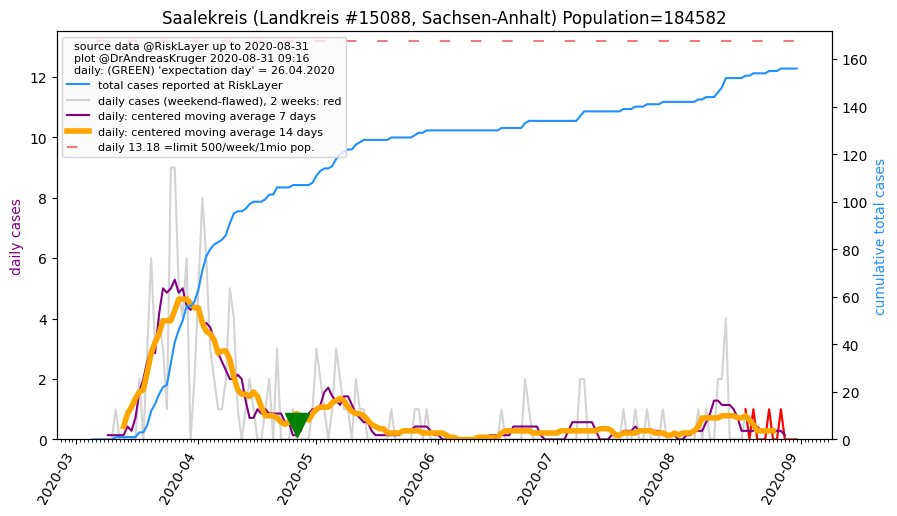 Saalekreis (Landkreis #15088, Sachsen-Anhalt) Population=184582
source data @RiskLayer up to 2020-08-31
plot @DrAndreasKruger 2020-08-31 09:16
daily: (GREEN) 'expectation day' = 26.04.2020
total cases reported at RiskLayer
daily cases (weekend-flawed), 2 weeks: red
daily: centered moving average 7 days
daily: centered moving average 14 days
daily 13.18 =limit 500/week/1mio pop.
daily cases
12
10
8
6
4
2
0
cumulative total cases
160
140
120
100
80
60
40
20
0
2020-03
2020-04
2020-05
2020-06
2020-07
2020-08
2020-09